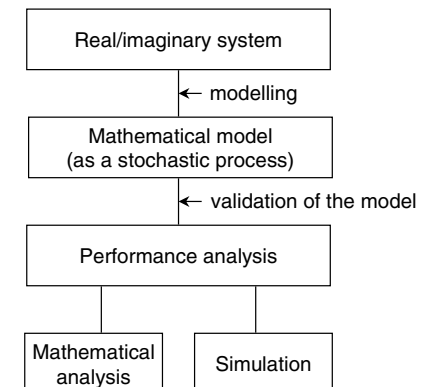 Real/imaginary system
← modelling
Mathematical model
(as a stochastic process)
← validation of the model
Performance analysis
Mathematical
analysis
Simulation